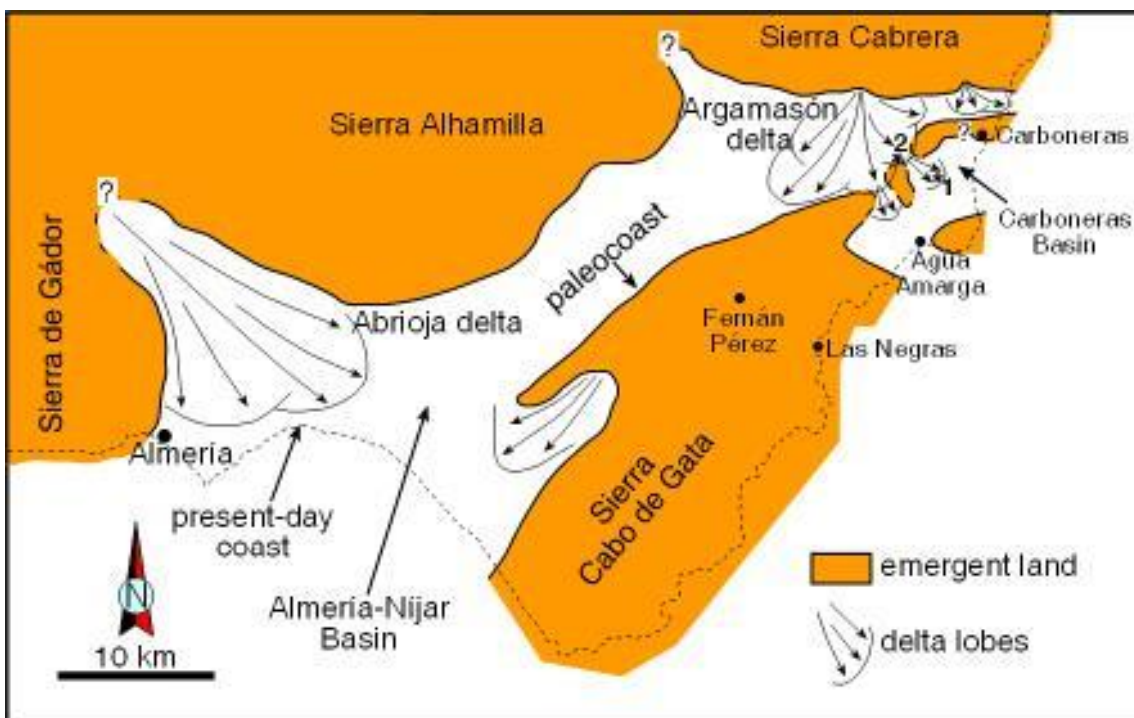 Sierra Cabrera
?
Argamasón
delta
Sierra Alhamilla
2
?
Carboneras
1
?
Carboneras
Basin
Sierra de Gádor
paleocoast
Agua
Amarga
Abrioja delta
Fernán
Pérez
Las Negras
Almería
Sierra
Cabo de Gata
present-day
coast
Almería-Níjar
Basin
N
10 km
emergent land
delta lobes